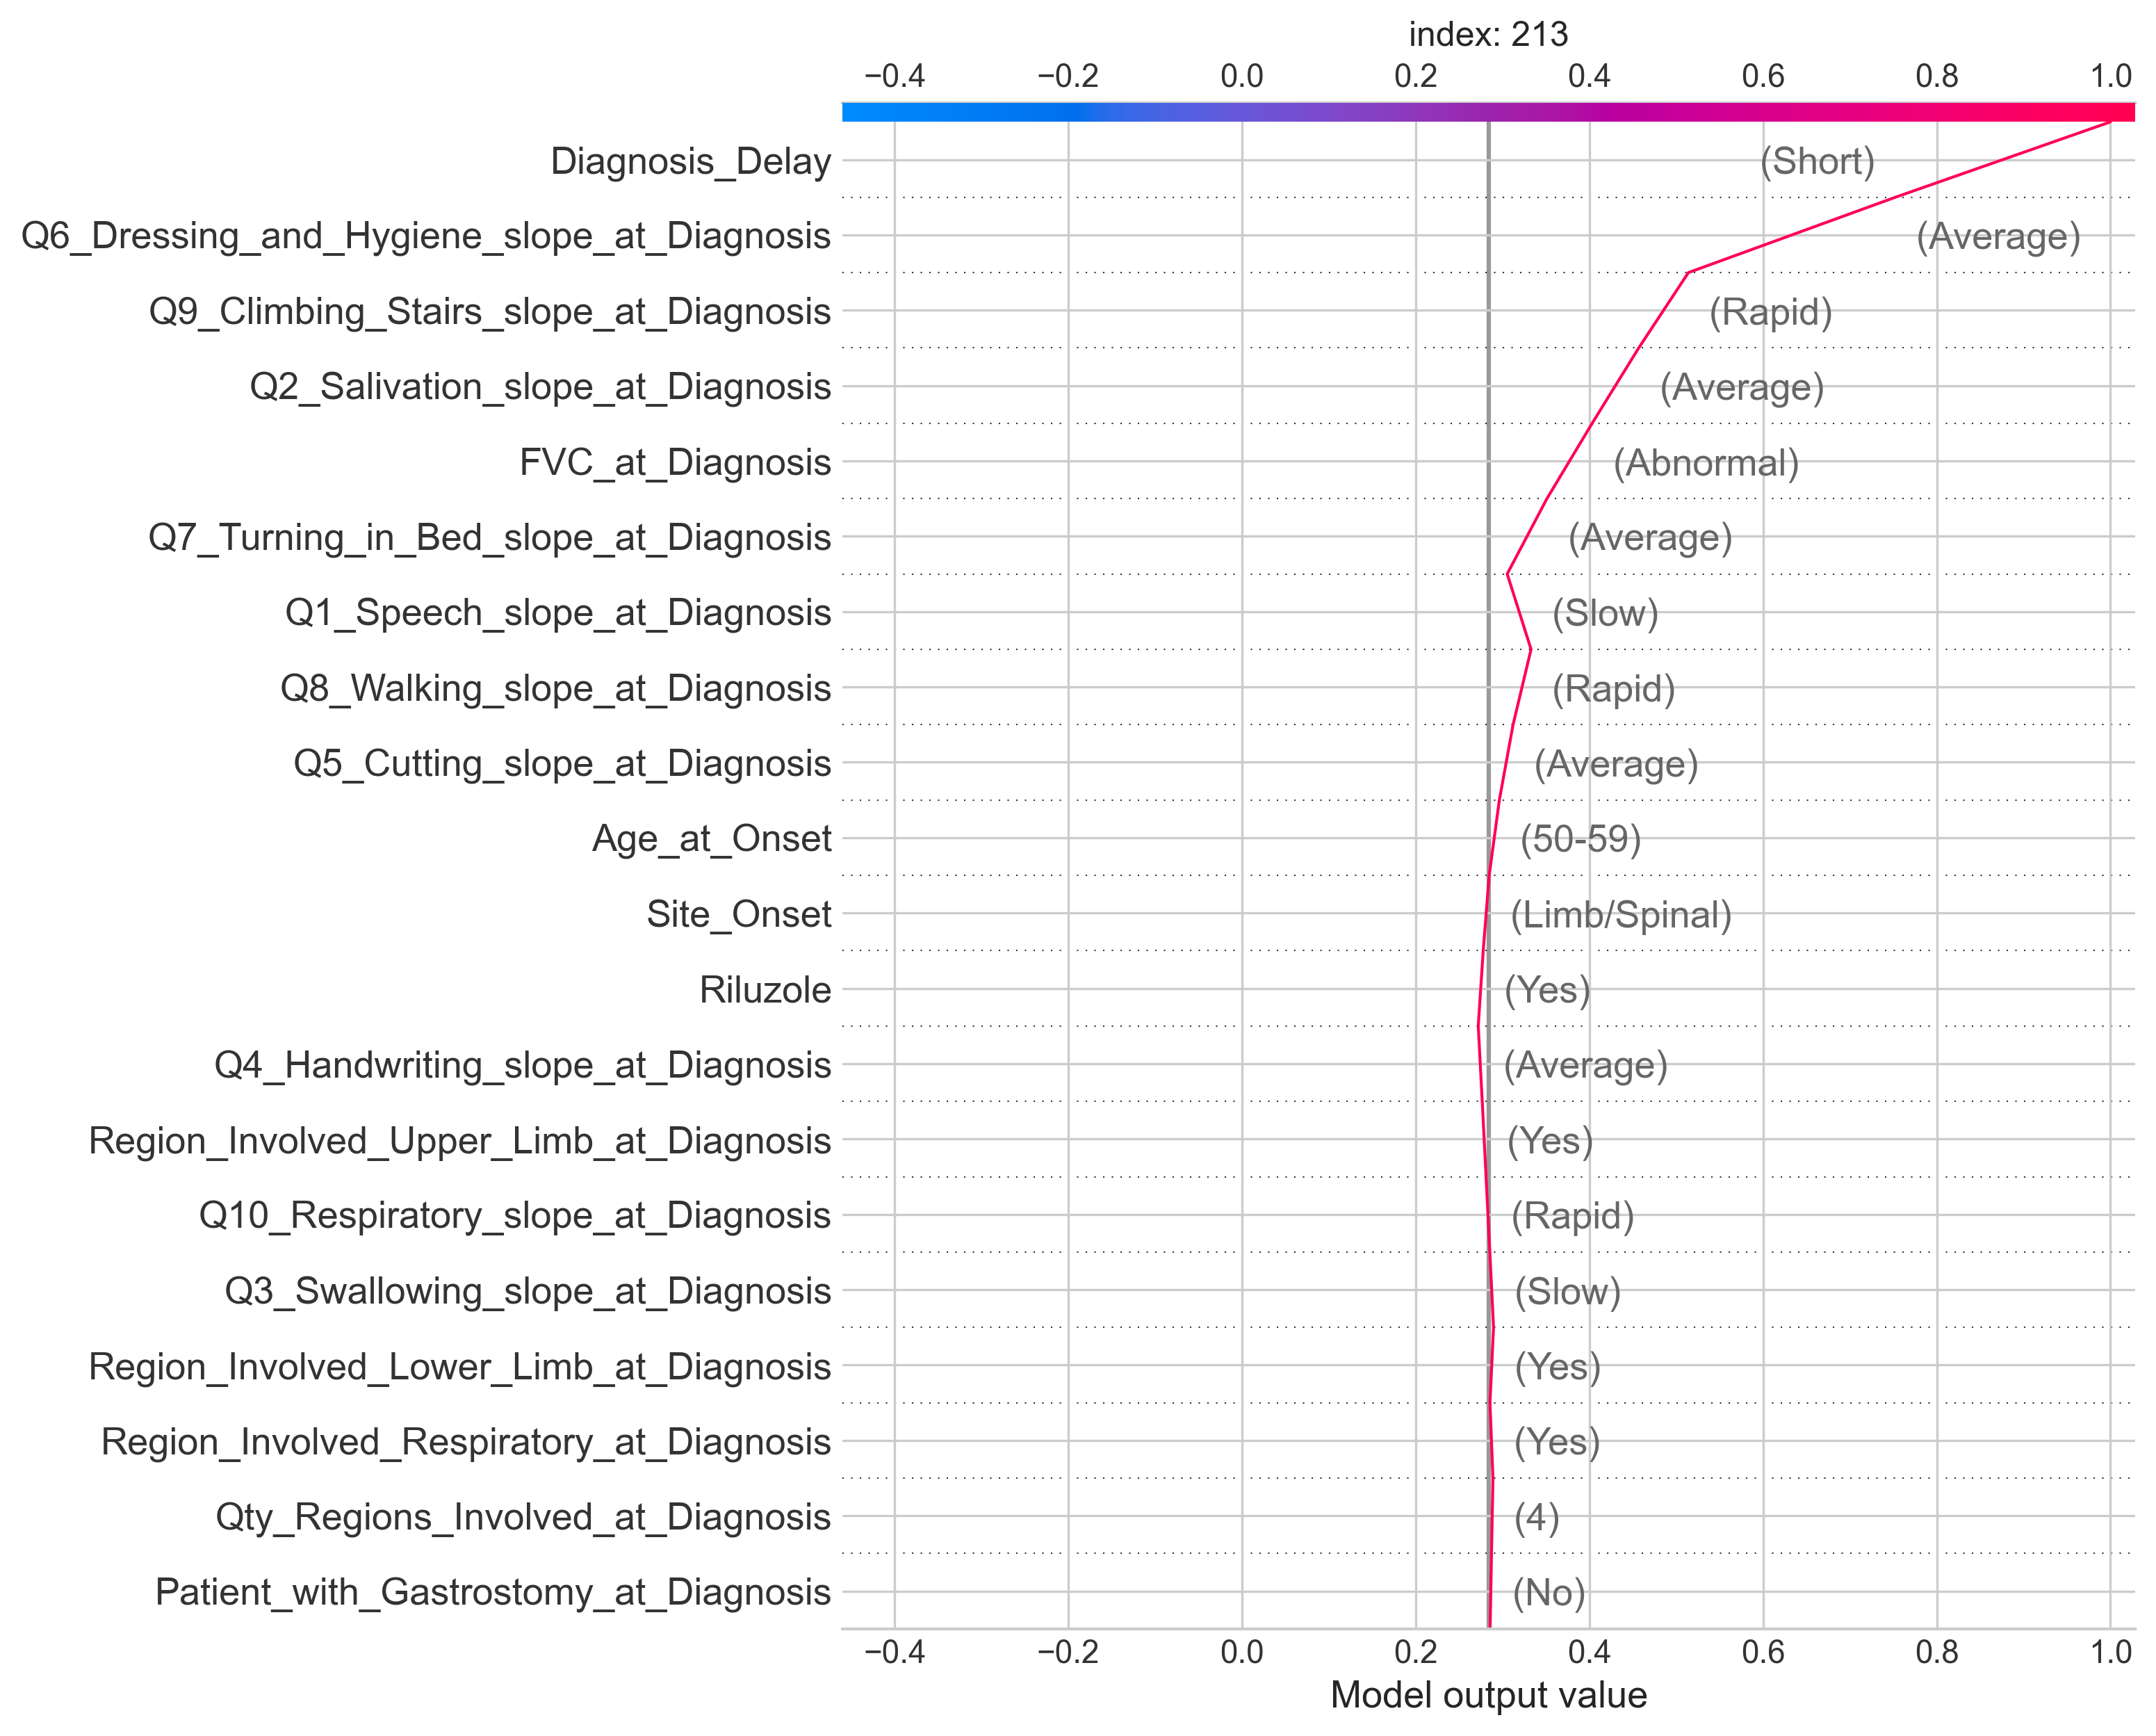 index: 213
−0.4 −0.2 0.0 0.2 0.4 0.6 0.8 1.0
Diagnosis_Delay (Short)
Q6_Dressing_and_Hygiene_slope_at_Diagnosis (Average)
Q9_Climbing_Stairs_slope_at_Diagnosis (Rapid)
Q2_Salivation_slope_at_Diagnosis (Average)
FVC_at_Diagnosis (Abnormal)
Q7_Turning_in_Bed_slope_at_Diagnosis (Average)
Q1_Speech_slope_at_Diagnosis (Slow)
Q8_Walking_slope_at_Diagnosis (Rapid)
Q5_Cutting_slope_at_Diagnosis (Average)
Age_at_Onset (50-59)
Site_Onset (Limb/Spinal)
Riluzole (Yes)
Q4_Handwriting_slope_at_Diagnosis (Average)
Region_Involved_Upper_Limb_at_Diagnosis (Yes)
Q10_Respiratory_slope_at_Diagnosis (Rapid)
Q3_Swallowing_slope_at_Diagnosis (Slow)
Region_Involved_Lower_Limb_at_Diagnosis (Yes)
Region_Involved_Respiratory_at_Diagnosis (Yes)
Qty_Regions_Involved_at_Diagnosis (4)
Patient_with_Gastrostomy_at_Diagnosis (No)
−0.4 −0.2 0.0 0.2 0.4 0.6 0.8 1.0
Model output value